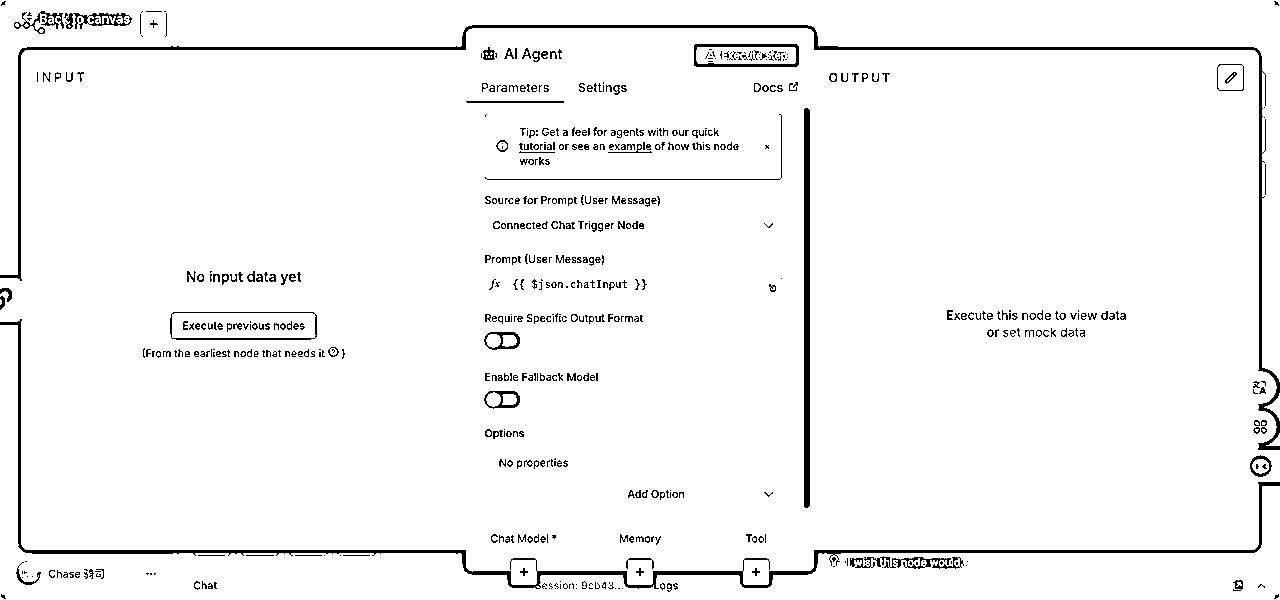 Back to canvas
INPUT
No input data yet
Execute previous nodes
(From the earliest node that needs it ?)
AI Agent
Execute step
Parameters
Settings
Docs
Tip: Get a feel for agents with our quick
tutorial or see an example of how this node
works
Source for Prompt (User Message)
Connected Chat Trigger Node
Prompt (User Message)
fx {{ $json.chatInput }}
Require Specific Output Format
Enable Fallback Model
Options
No properties
Add Option
Chat Model *
Memory
Tool
OUTPUT
Execute this node to view data
or set mock data
I wish this node would..
Chase
...
Chat
Session: 9cb43...
Logs